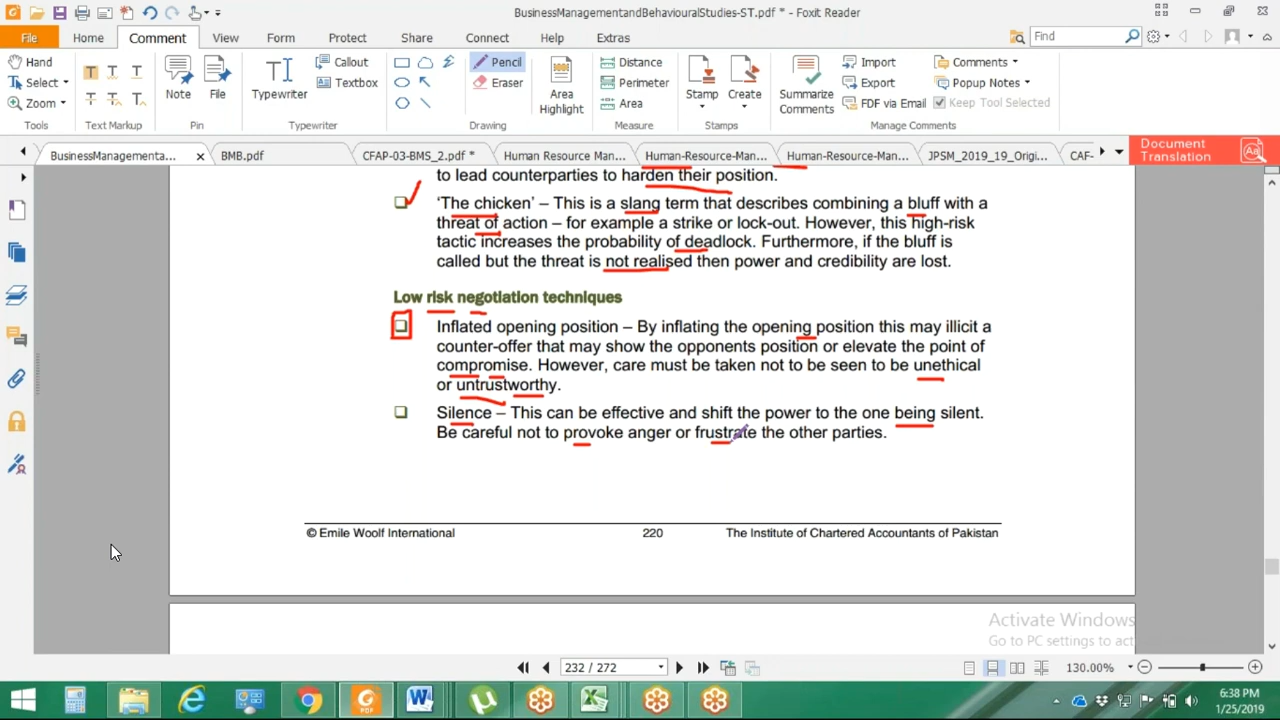 BusinessManagementandBehaviouralStudies-ST.pdf * - Foxit Reader
File Home Comment View Form Protect Share Connect Help Extras Find
Hand Callout Pencil Distance Import Comments
Select Textbox Eraser Perimeter Export Popup Notes
Zoom Note File Typewriter Area Highlight Area Stamp Create Summarize Comments FDF via Email Keep Tool Selected
Tools Text Markup Pin Typewriter Drawing Measure Stamps Manage Comments
BusinessManagementa... BMB.pdf CFAP-03-BMS_2.pdf * Human Resource Man... Human-Resource-Man... Human-Resource-Man... JPSM_2019_19_Origi... CAF- Document Translation
to lead counterparties to harden their position.
'The chicken' – This is a slang term that describes combining a bluff with a
threat of action – for example a strike or lock-out. However, this high-risk
tactic increases the probability of deadlock. Furthermore, if the bluff is
called but the threat is not realised then power and credibility are lost.
Low risk negotiation techniques
Inflated opening position – By inflating the opening position this may illicit a
counter-offer that may show the opponents position or elevate the point of
compromise. However, care must be taken not to be seen to be unethical
or untrustworthy.
Silence – This can be effective and shift the power to the one being silent.
Be careful not to provoke anger or frustrate the other parties.
© Emile Woolf International 220 The Institute of Chartered Accountants of Pakistan
Activate Windows
Go to PC settings to act
232 / 272 130.00%
6:38 PM
1/25/2019